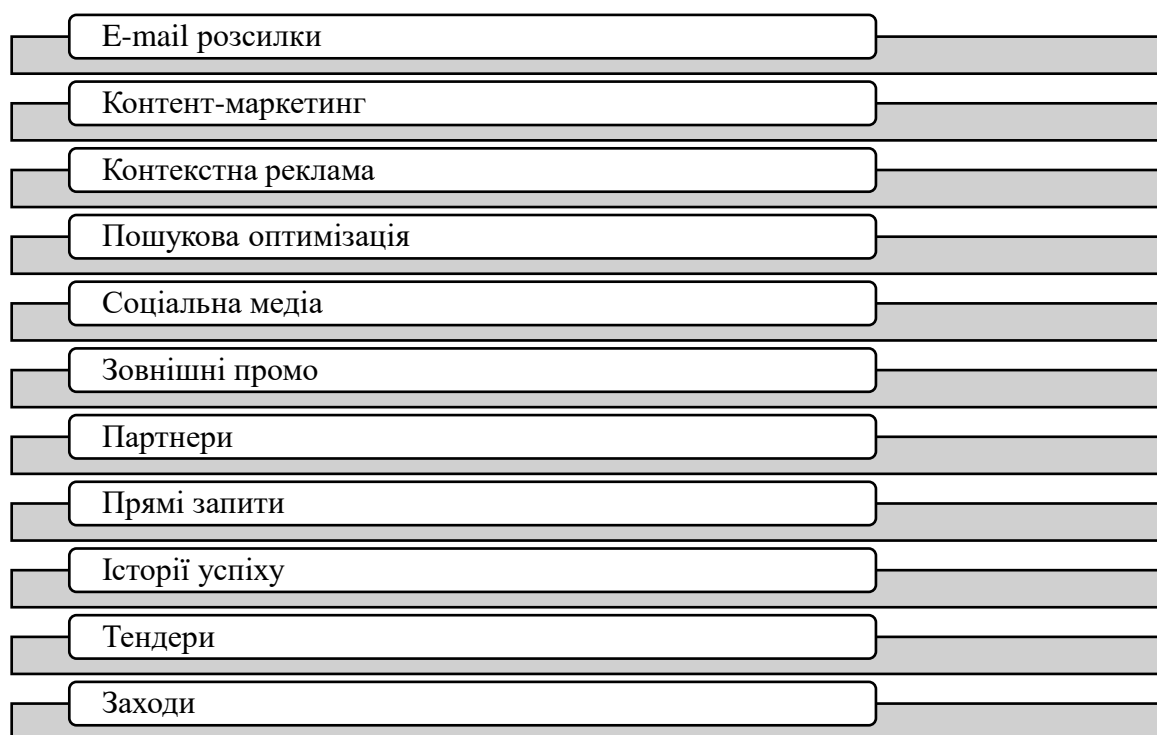 E-mail розсилки
Контент-маркетинг
Контекстна реклама
Пошукова оптимізація
Соціальна медіа
Зовнішні промо
Партнери
Прямі запити
Історії успіху
Тендери
Заходи